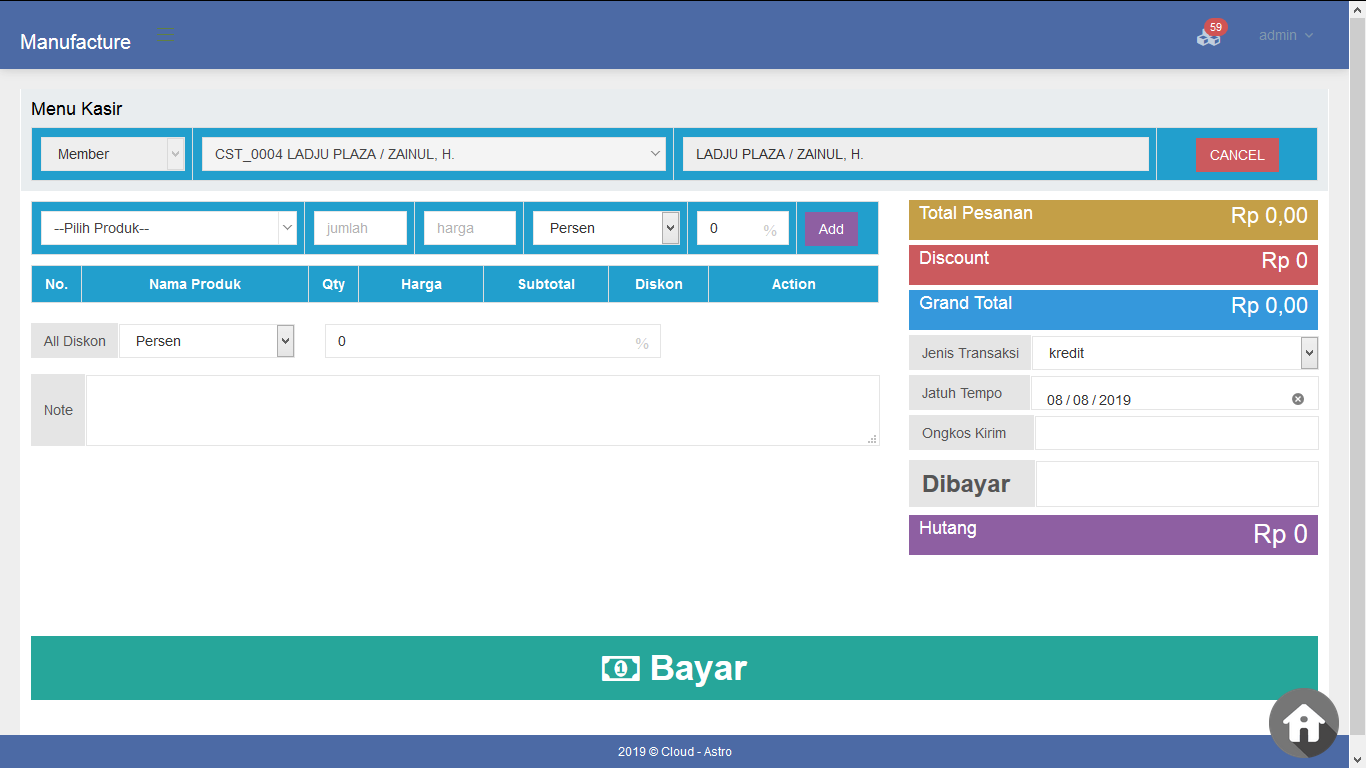 Manufacture
59
admin
Menu Kasir
Member
CST_0004 LADJU PLAZA / ZAINUL, H.
LADJU PLAZA / ZAINUL, H.
CANCEL
--Pilih Produk--
jumlah
harga
Persen
0 %
Add
No. Nama Produk Qty Harga Subtotal Diskon Action
All Diskon Persen 0 %
Note
Total Pesanan Rp 0,00
Discount Rp 0
Grand Total Rp 0,00
Jenis Transaksi kredit
Jatuh Tempo 08 / 08 / 2019
Ongkos Kirim
Dibayar
Hutang Rp 0
1 Bayar
2019 © Cloud - Astro